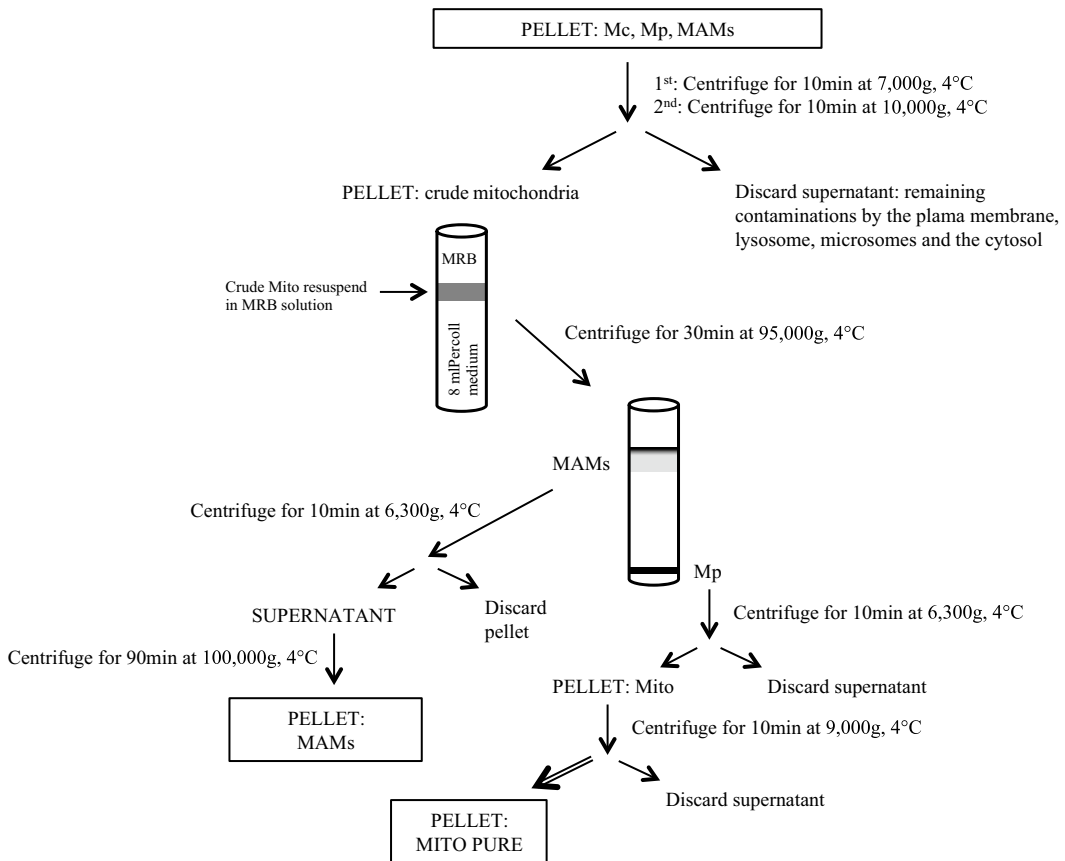 PELLET: Mc, Mp, MAMs
1st: Centrifuge for 10min at 7,000g, 4°C
2nd: Centrifuge for 10min at 10,000g, 4°C
PELLET: crude mitochondria
Discard supernatant: remaining
contaminations by the plama membrane,
lysosome, microsomes and the cytosol
MRB
Crude Mito resuspend
in MRB solution
8 mlPercoll
medium
Centrifuge for 30min at 95,000g, 4°C
MAMs
Centrifuge for 10min at 6,300g, 4°C
Mp
SUPERNATANT
Discard
pellet
Centrifuge for 10min at 6,300g, 4°C
Centrifuge for 90min at 100,000g, 4°C
PELLET: Mito
Discard supernatant
PELLET:
MAMs
Centrifuge for 10min at 9,000g, 4°C
Discard supernatant
PELLET:
MITO PURE